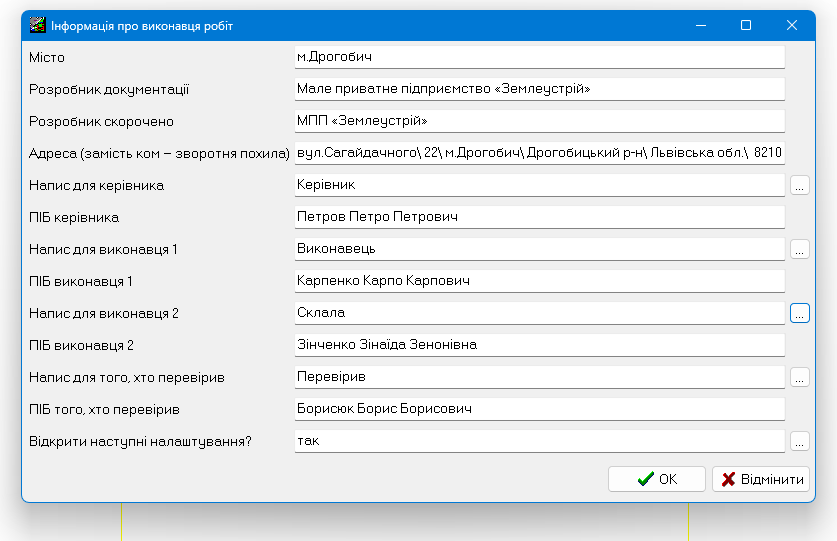 Інформація про виконавця робіт
Місто м.Дрогобич
Розробник документації Мале приватне підприємство «Землеустрій»
Розробник скорочено МПП «Землеустрій»
Адреса (замість ком – зворотня похила) вул.Сагайдачного\ 22\ м.Дрогобич\ Дрогобицький р-н\ Львівська обл.\ 8210
Напис для керівника Керівник ...
ПІБ керівника Петров Петро Петрович
Напис для виконавця 1 Виконавець ...
ПІБ виконавця 1 Карпенко Карпо Карпович
Напис для виконавця 2 Склала ...
ПІБ виконавця 2 Зінченко Зінаїда Зенонівна
Напис для того, хто перевірив Перевірив ...
ПІБ того, хто перевірив Борисюк Борис Борисович
Відкрити наступні налаштування? так ...
OK Відмінити